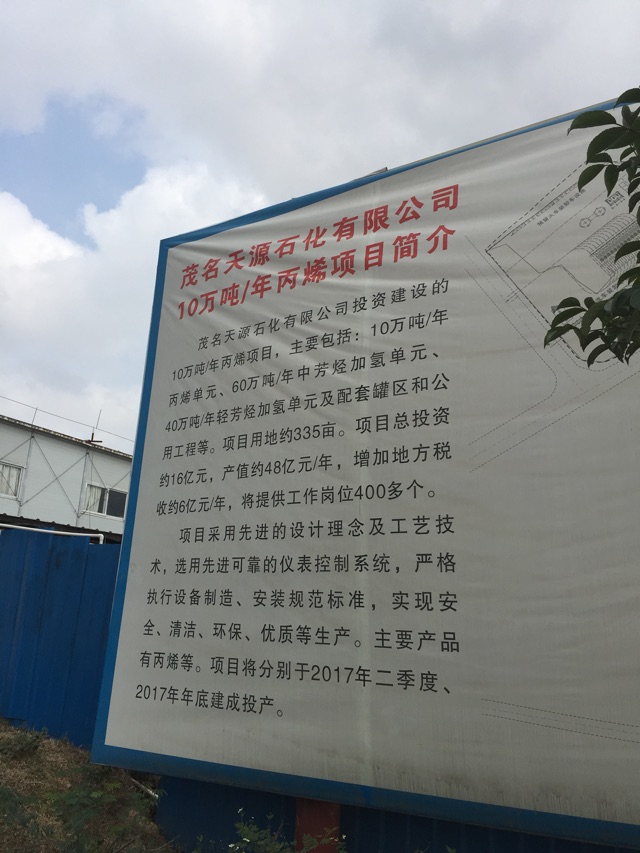 茂名天源石化有限公司
10万吨/年丙烯项目简介
茂名天源石化有限公司投资建设的
10万吨/年丙烯项目，主要包括：10万吨/年
丙烯单元、60万吨/年中芳烃加氢单元、
40万吨/年轻芳烃加氢单元及配套罐区和公
用工程等。项目用地约335亩。项目总投资
约16亿元，产值约48亿元/年，增加地方税
收约6亿元/年，将提供工作岗位400多个。
项目采用先进的设计理念及工艺技
术，选用先进可靠的仪表控制系统，严格
执行设备制造、安装规范标准，实现安
全、清洁、环保、优质等生产。主要产品
有丙烯等。项目将分别于2017年二季度、
2017年年底建成投产。